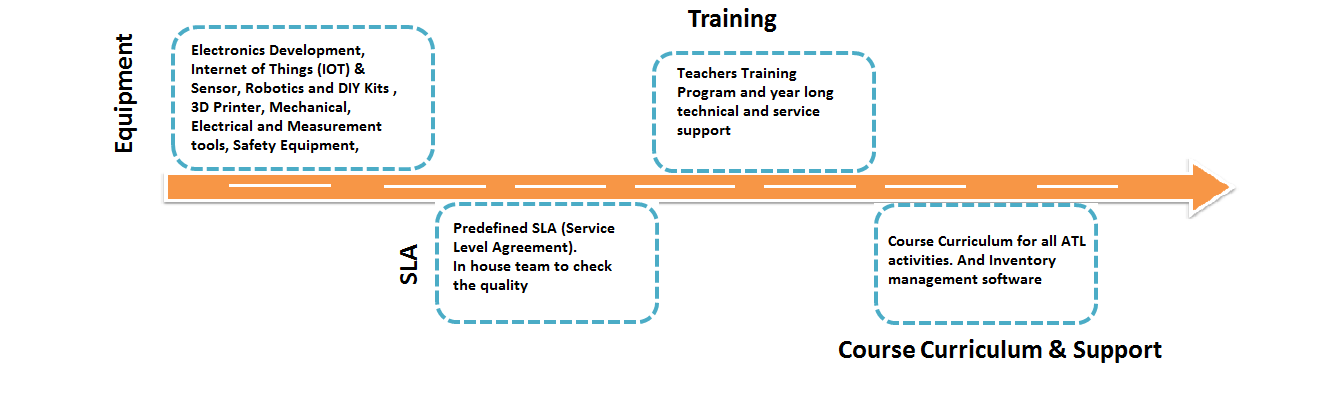 Training
Equipment
Electronics Development,
Internet of Things (IOT) &
Sensor, Robotics and DIY Kits ,
3D Printer, Mechanical,
Electrical and Measurement
tools, Safety Equipment,
Teachers Training
Program and year long
technical and service
support
SLA
Predefined SLA (Service
Level Agreement).
In house team to check
the quality
Course Curriculum for all ATL
activities. And Inventory
management software
Course Curriculum & Support